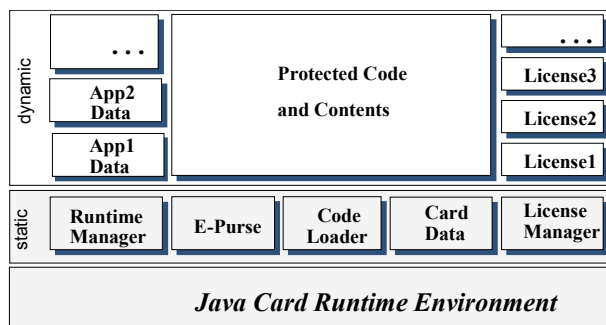 dynamic
. . .
App2
Data
App1
Data
Protected Code
and Contents
. . .
License3
License2
License1
static
Runtime
Manager
E-Purse
Code
Loader
Card
Data
License
Manager
Java Card Runtime Environment